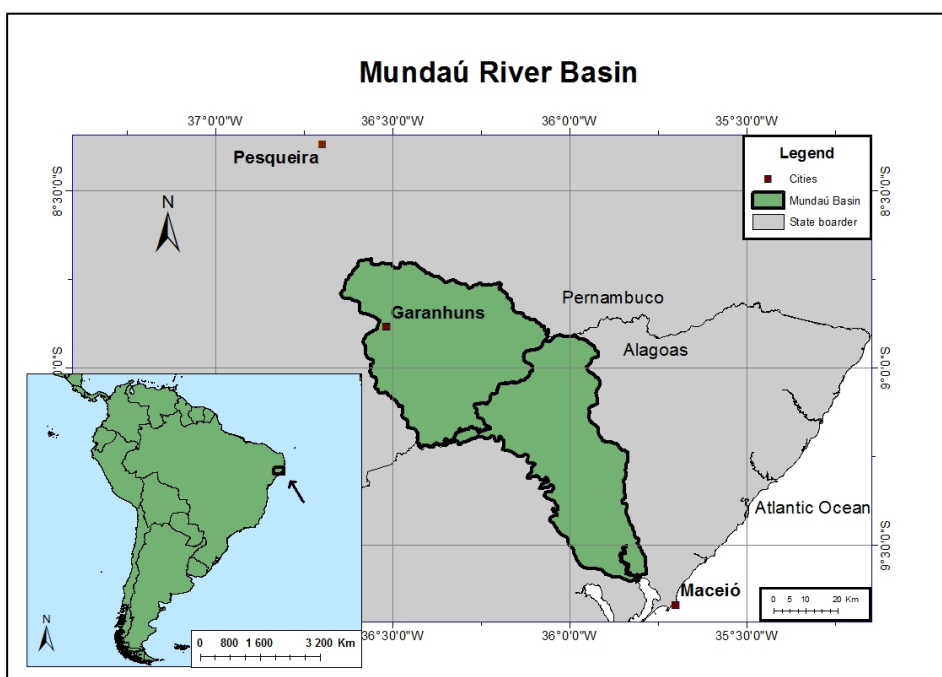 Mundaú River Basin
37°0'0"W 36°30'0"W 36°0'0"W 35°30'0"W
Pesqueira
Legend
Cities
Mundaú Basin
State boarder
8°30'0"S
8°30'0"S
N
Garanhuns
Pernambuco
Alagoas
9°0'0"S
9°0'0"S
Atlantic Ocean
9°30'0"S
Maceió
0 5 10 20 Km
N
0 800 1 600 3 200 Km
36°30'0"W 36°0'0"W 35°30'0"W